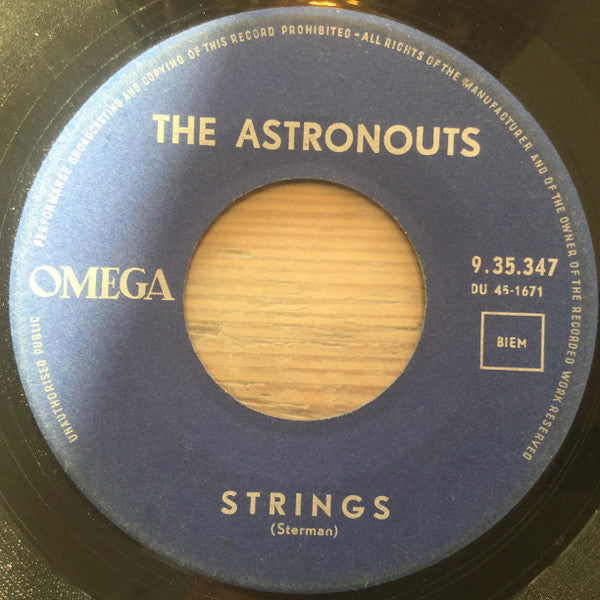 UNAUTHORISED PUBLIC PERFORMANCE BROADCASTING AND COPYING OF THIS RECORD PROHIBITED - ALL RIGHTS OF THE MANUFACTURER AND OF THE OWNER OF THE RECORDED WORK RESERVED
THE ASTRONOUTS
OMEGA
9.35.347
DU 45-1671
BIEM
STRINGS
(Sterman)